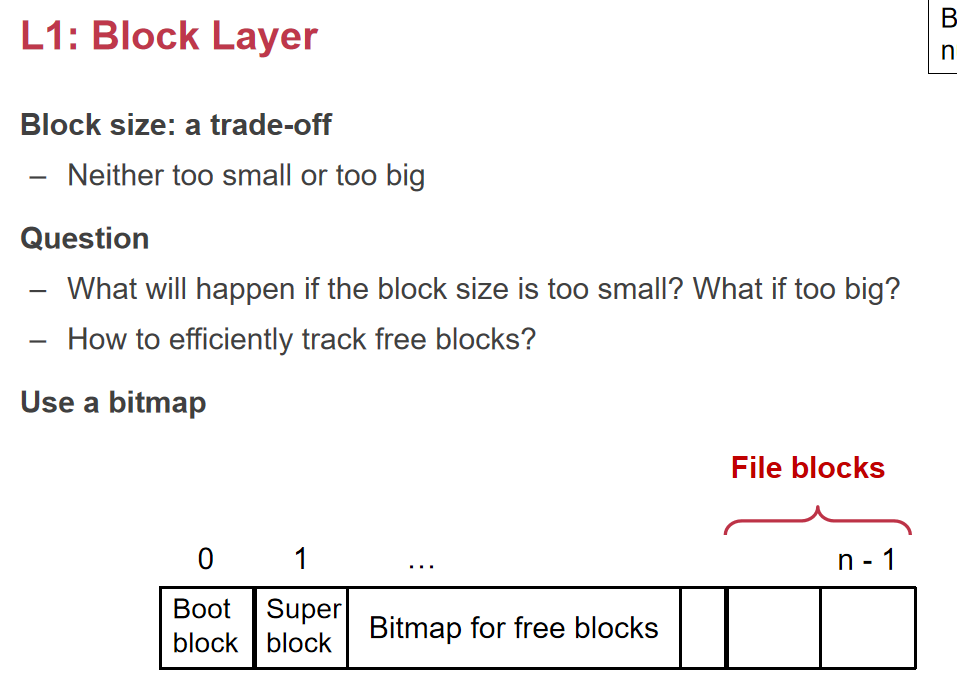 L1: Block Layer
B
n
Block size: a trade-off
– Neither too small or too big
Question
– What will happen if the block size is too small? What if too big?
– How to efficiently track free blocks?
Use a bitmap
File blocks
0 1 ... n - 1
Boot block
Super block
Bitmap for free blocks